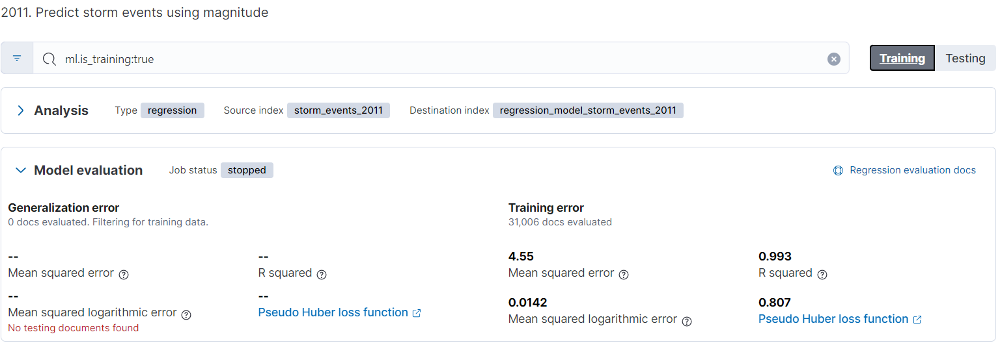 2011. Predict storm events using magnitude
ml.is_training:true
Training Testing
Analysis Type regression Source index storm_events_2011 Destination index regression_model_storm_events_2011
Model evaluation Job status stopped Regression evaluation docs
Generalization error
0 docs evaluated. Filtering for training data.
--
Mean squared error
--
R squared
--
Mean squared logarithmic error
No testing documents found
--
Pseudo Huber loss function
Training error
31,006 docs evaluated
4.55
Mean squared error
0.993
R squared
0.0142
Mean squared logarithmic error
0.807
Pseudo Huber loss function